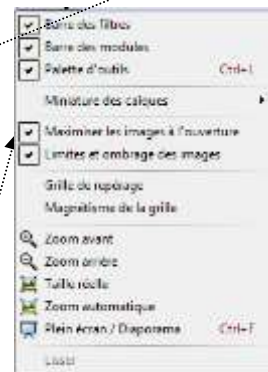 Barre des filtres
Barre des modules
Palette d'outils Ctrl+L
Miniature des calques
Maximiser les images à l'ouverture
Limites et ombrage des images
Grille de repérage
Magnétisme de la grille
Zoom avant
Zoom arrière
Taille réelle
Zoom automatique
Plein écran / Diaporama Ctrl+F